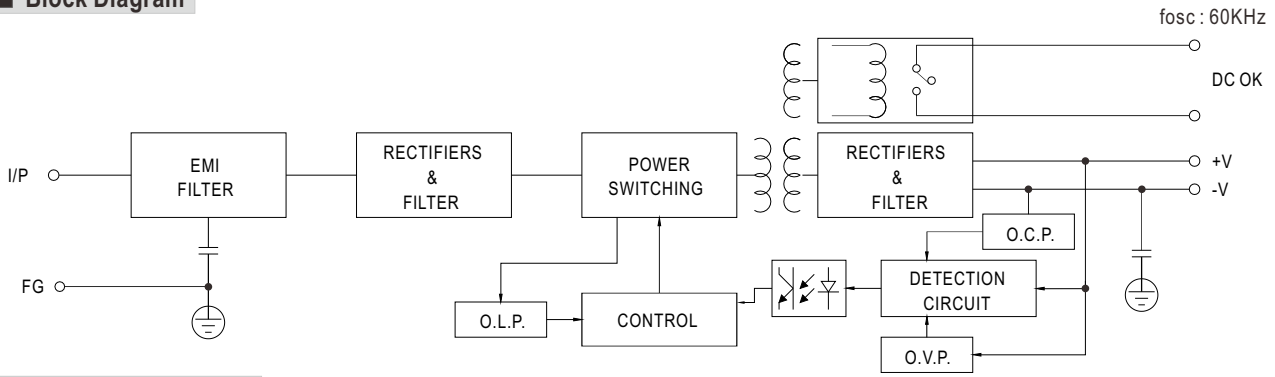 Block Diagram
fosc : 60KHz
DC OK
I/P
EMI
FILTER
RECTIFIERS
&
FILTER
POWER
SWITCHING
RECTIFIERS
&
FILTER
+V
-V
O.C.P.
FG
O.L.P.
CONTROL
DETECTION
CIRCUIT
O.V.P.